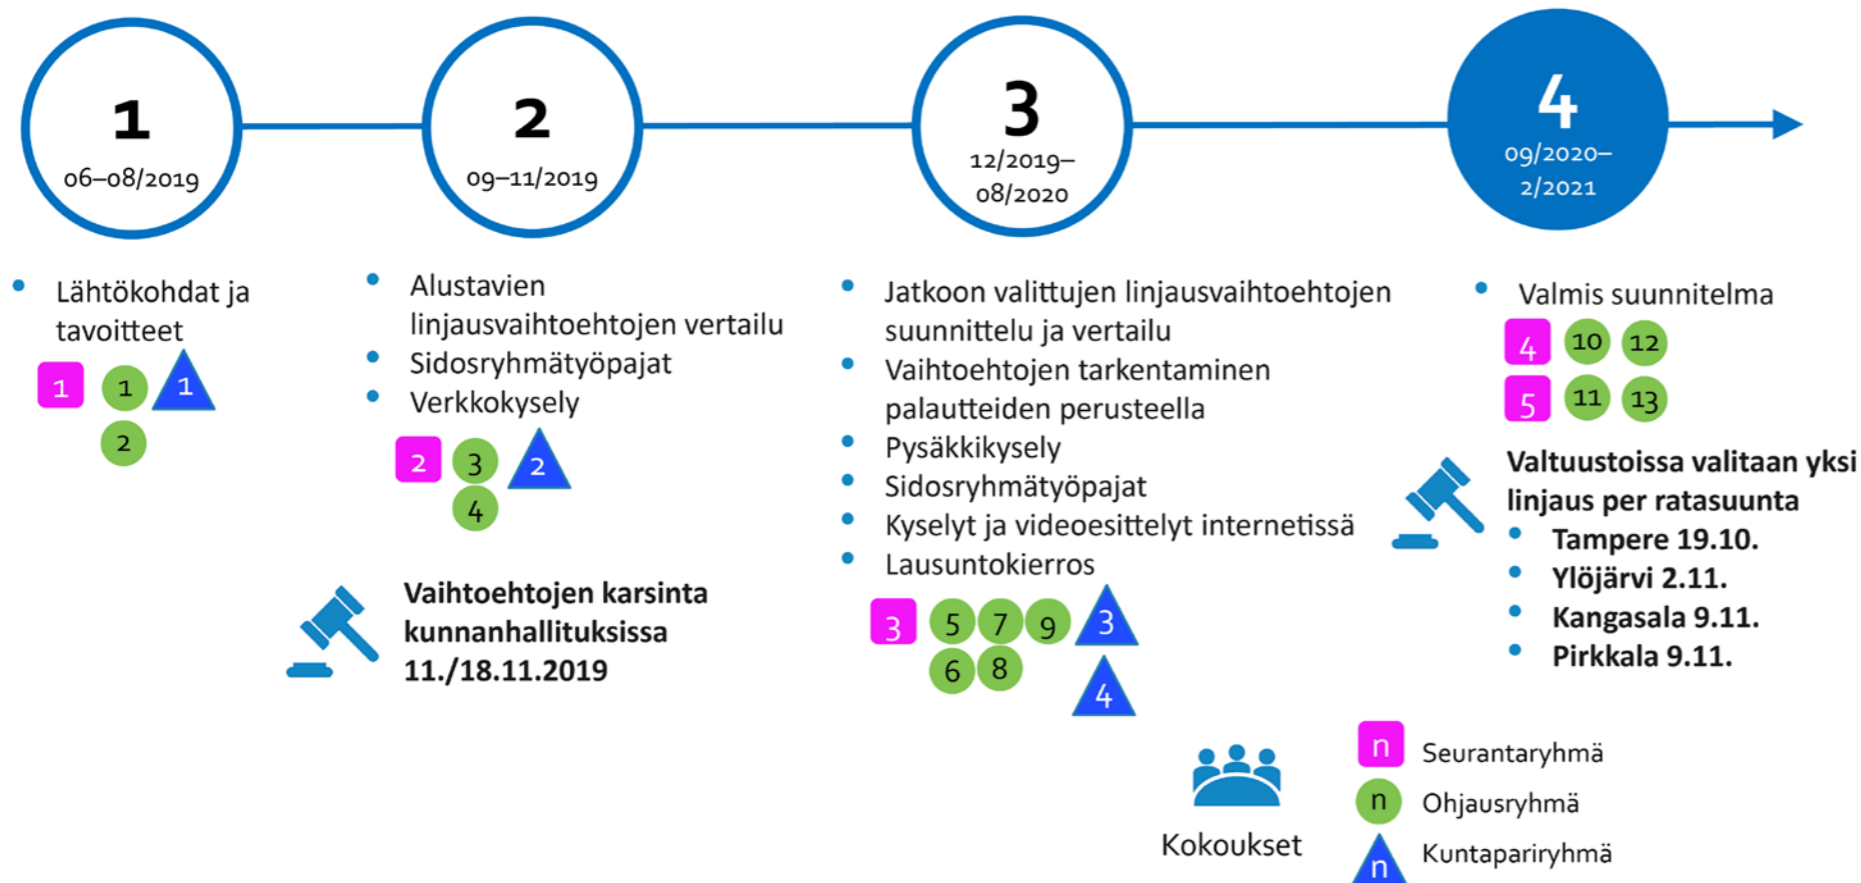 1
06–08/2019
2
09–11/2019
3
12/2019–
08/2020
4
09/2020–
2/2021
• Lähtökohdat ja
tavoitteet
1 1 1
2
• Alustavien
linjausvaihtoehtojen vertailu
• Sidosryhmätyöpajat
• Verkkokysely
2 3 2
4
Vaihtoehtojen karsinta
kunnanhallituksissa
11./18.11.2019
• Jatkoon valittujen linjausvaihtoehtojen
suunnittelu ja vertailu
• Vaihtoehtojen tarkentaminen
palautteiden perusteella
• Pysäkkikysely
• Sidosryhmätyöpajat
• Kyselyt ja videoesittelyt internetissä
• Lausuntokierros
3 5 7 9 3
6 8 4
• Valmis suunnitelma
4 10 12
5 11 13
Valtuustoissa valitaan yksi
linjaus per ratasuunta
• Tampere 19.10.
• Ylöjärvi 2.11.
• Kangasala 9.11.
• Pirkkala 9.11.
Kokoukset
n Seurantaryhmä
n Ohjausryhmä
n Kuntapariryhmä